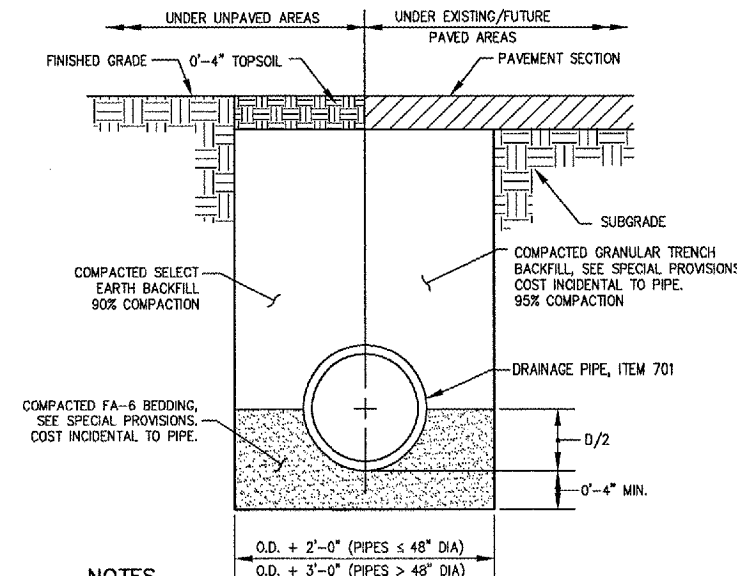 UNDER UNPAVED AREAS
UNDER EXISTING/FUTURE
PAVED AREAS
FINISHED GRADE
0'-4" TOPSOIL
PAVEMENT SECTION
SUBGRADE
COMPACTED SELECT
EARTH BACKFILL
90% COMPACTION
COMPACTED GRANULAR TRENCH
BACKFILL, SEE SPECIAL PROVISIONS
COST INCIDENTAL TO PIPE.
95% COMPACTION
DRAINAGE PIPE, ITEM 701
COMPACTED FA-6 BEDDING,
SEE SPECIAL PROVISIONS.
COST INCIDENTAL TO PIPE.
D/2
0'-4" MIN.
O.D. + 2'-0" (PIPES ≤ 48" DIA)
O.D. + 3'-0" (PIPES > 48" DIA)
NOTES